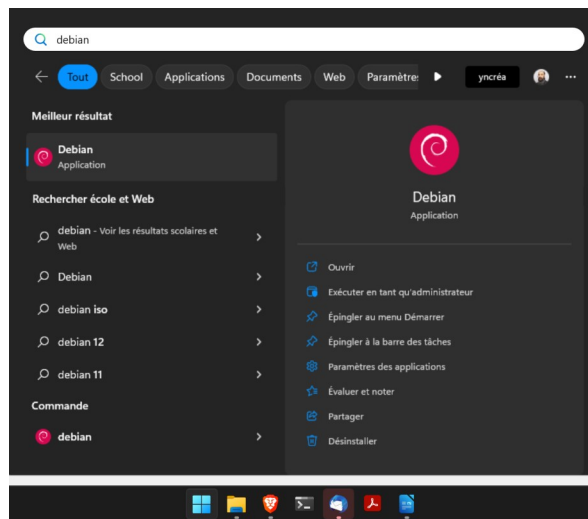 debian
Tout School Applications Documents Web Paramètres yncréa
Meilleur résultat
Debian
Application
Rechercher école et Web
debian - Voir les résultats scolaires et
Web
Debian
debian iso
debian 12
debian 11
Commande
debian
Debian
Application
Ouvrir
Exécuter en tant qu'administrateur
Épingler au menu Démarrer
Épingler à la barre des tâches
Paramètres des applications
Évaluer et noter
Partager
Désinstaller